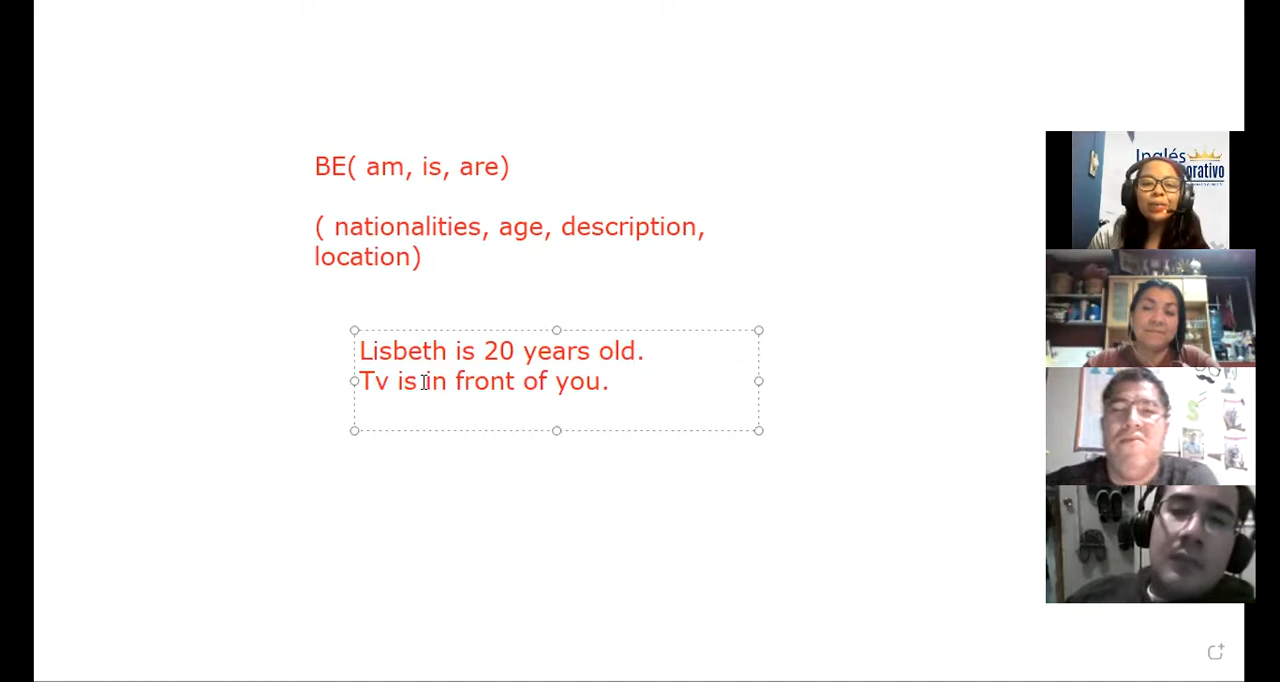 BE( am, is, are)
( nationalities, age, description,
location)
Lisbeth is 20 years old.
Tv is in front of you.
Inglés